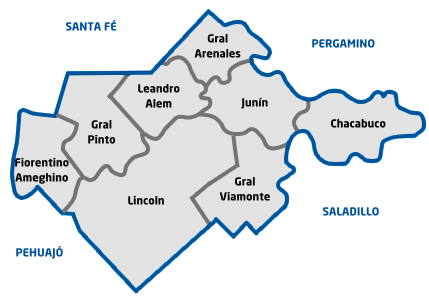 SANTA FÉ
Gral
Arenales
PERGAMINO
Leandro
Alem
Junín
Gral
Pinto
Chacabuco
Fiorentino
Ameghino
Gral
Viamonte
Lincoln
SALADILLO
PEHUAJÓ